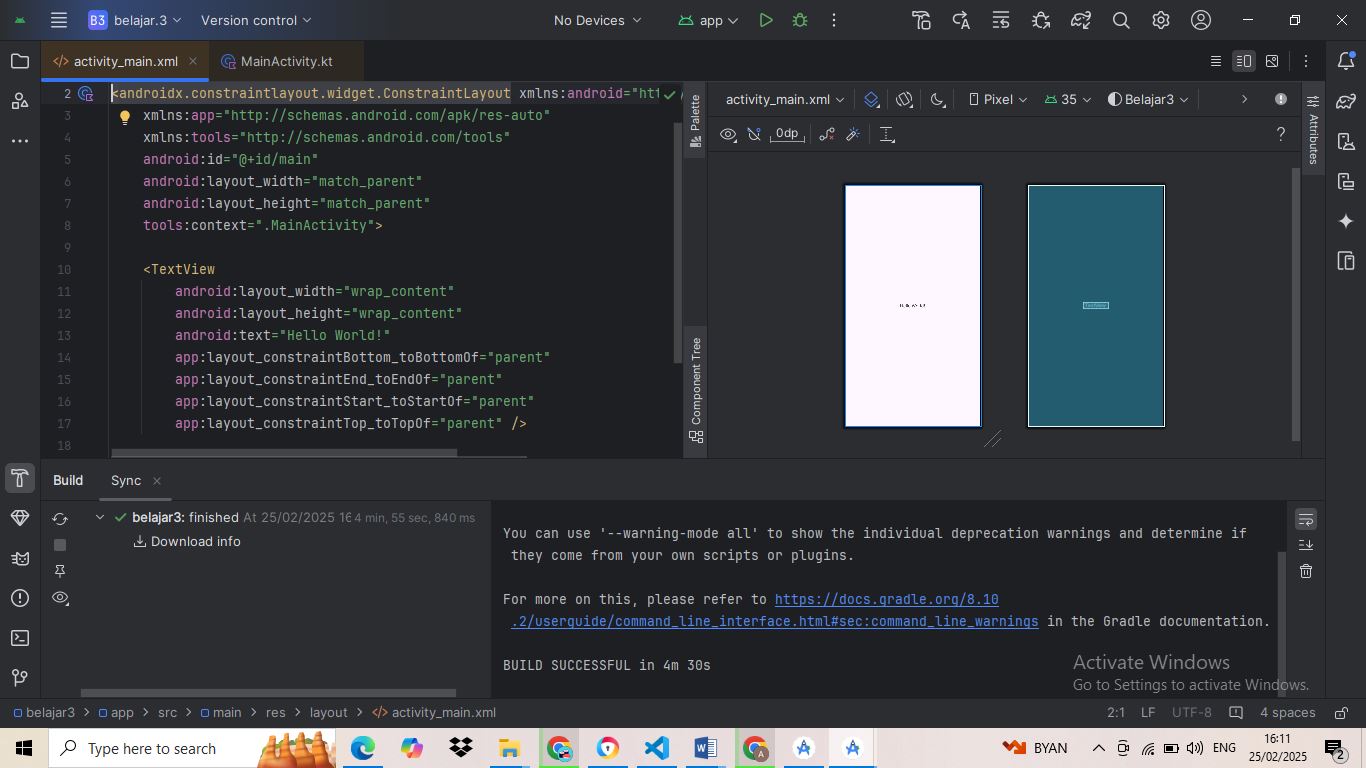 B3 belajar.3 Version control No Devices app
activity_main.xml MainActivity.kt
2 <androidx.constraintlayout.widget.ConstraintLayout xmlns:android="htt
3 xmlns:app="http://schemas.android.com/apk/res-auto"
4 xmlns:tools="http://schemas.android.com/tools"
5 android:id="@+id/main"
6 android:layout_width="match_parent"
7 android:layout_height="match_parent"
8 tools:context=".MainActivity">
9
10 <TextView
11 android:layout_width="wrap_content"
12 android:layout_height="wrap_content"
13 android:text="Hello World!"
14 app:layout_constraintBottom_toBottomOf="parent"
15 app:layout_constraintEnd_toEndOf="parent"
16 app:layout_constraintStart_toStartOf="parent"
17 app:layout_constraintTop_toTopOf="parent" />
18
Palette
Component Tree
activity_main.xml Pixel 35 Belajar3
0dp ?
Attributes
Build Sync
belajar3: finished At 25/02/2025 16 4 min, 55 sec, 840 ms
Download info
You can use '--warning-mode all' to show the individual deprecation warnings and determine if
they come from your own scripts or plugins.
For more on this, please refer to https://docs.gradle.org/8.10
.2/userguide/command_line_interface.html#sec:command_line_warnings in the Gradle documentation.
BUILD SUCCESSFUL in 4m 30s
Activate Windows
Go to Settings to activate Windows.
belajar3 > app > src > main > res > layout > activity_main.xml 2:1 LF UTF-8 4 spaces
Type here to search BYAN ENG 16:11
25/02/2025 2